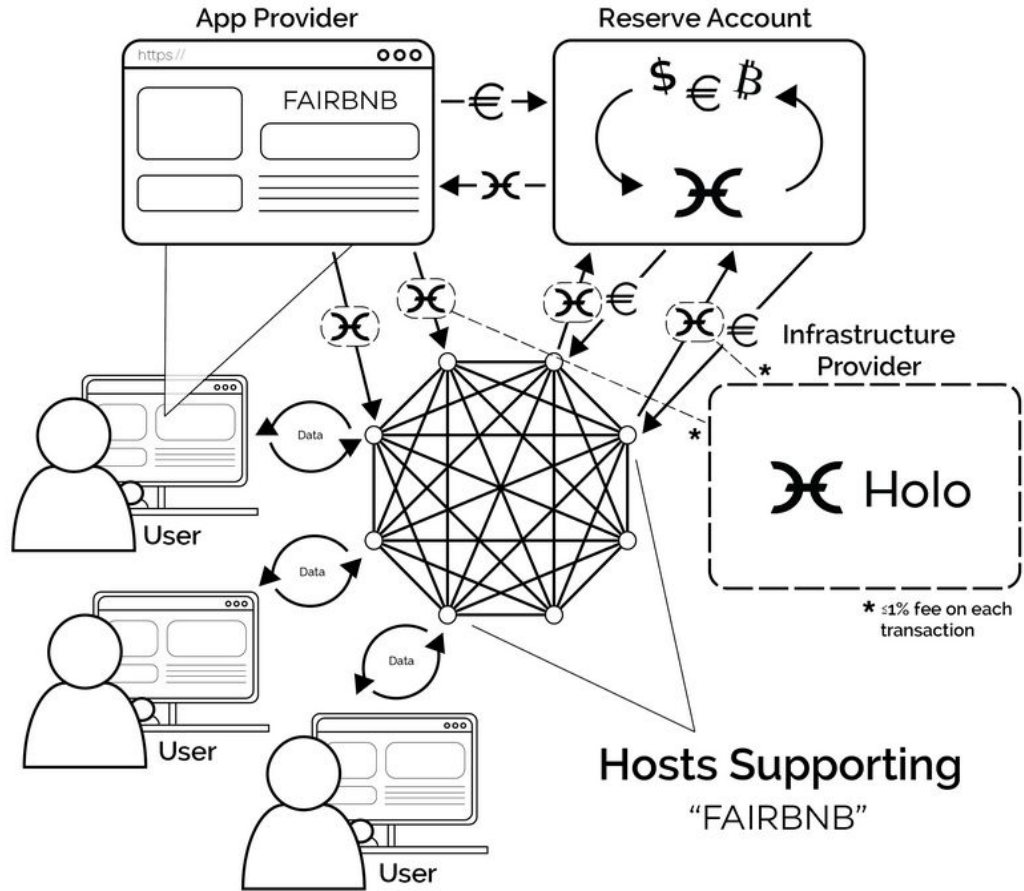 App Provider
Reserve Account
https://
FAIRBNB
€
$ € ₿
€
€
Infrastructure
Provider
*
*
Holo
* ≤1% fee on each
transaction
Data
User
Data
User
Data
User
Hosts Supporting
“FAIRBNB”